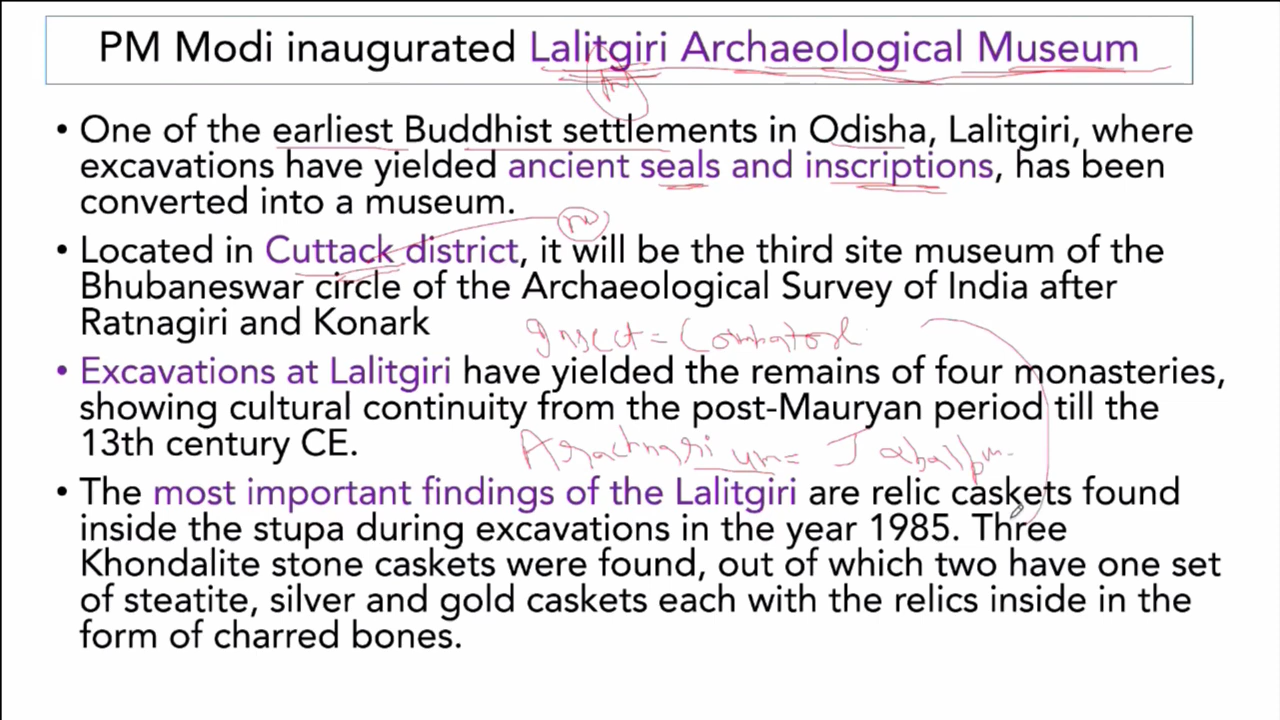 PM Modi inaugurated Lalitgiri Archaeological Museum
• One of the earliest Buddhist settlements in Odisha, Lalitgiri, where
excavations have yielded ancient seals and inscriptions, has been
converted into a museum.
• Located in Cuttack district, it will be the third site museum of the
Bhubaneswar circle of the Archaeological Survey of India after
Ratnagiri and Konark
Insect = Coimbatore
• Excavations at Lalitgiri have yielded the remains of four monasteries,
showing cultural continuity from the post-Mauryan period till the
13th century CE.
= Jabalpur
• The most important findings of the Lalitgiri are relic caskets found
inside the stupa during excavations in the year 1985. Three
Khondalite stone caskets were found, out of which two have one set
of steatite, silver and gold caskets each with the relics inside in the
form of charred bones.